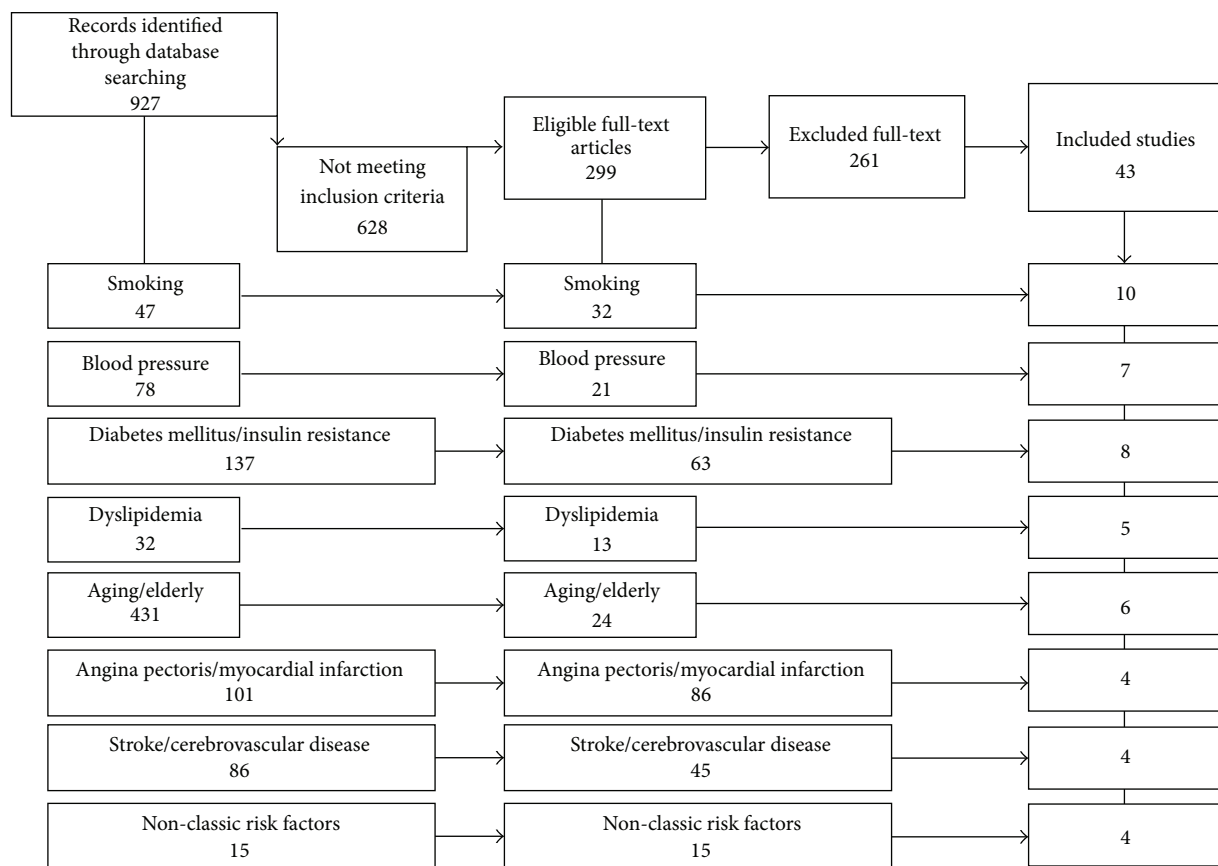 Records identified
through database
searching
927
Not meeting
inclusion criteria
628
Eligible full-text
articles
299
Excluded full-text
261
Included studies
43
Smoking
47
Smoking
32
10
Blood pressure
78
Blood pressure
21
7
Diabetes mellitus/insulin resistance
137
Diabetes mellitus/insulin resistance
63
8
Dyslipidemia
32
Dyslipidemia
13
5
Aging/elderly
431
Aging/elderly
24
6
Angina pectoris/myocardial infarction
101
Angina pectoris/myocardial infarction
86
4
Stroke/cerebrovascular disease
86
Stroke/cerebrovascular disease
45
4
Non-classic risk factors
15
Non-classic risk factors
15
4